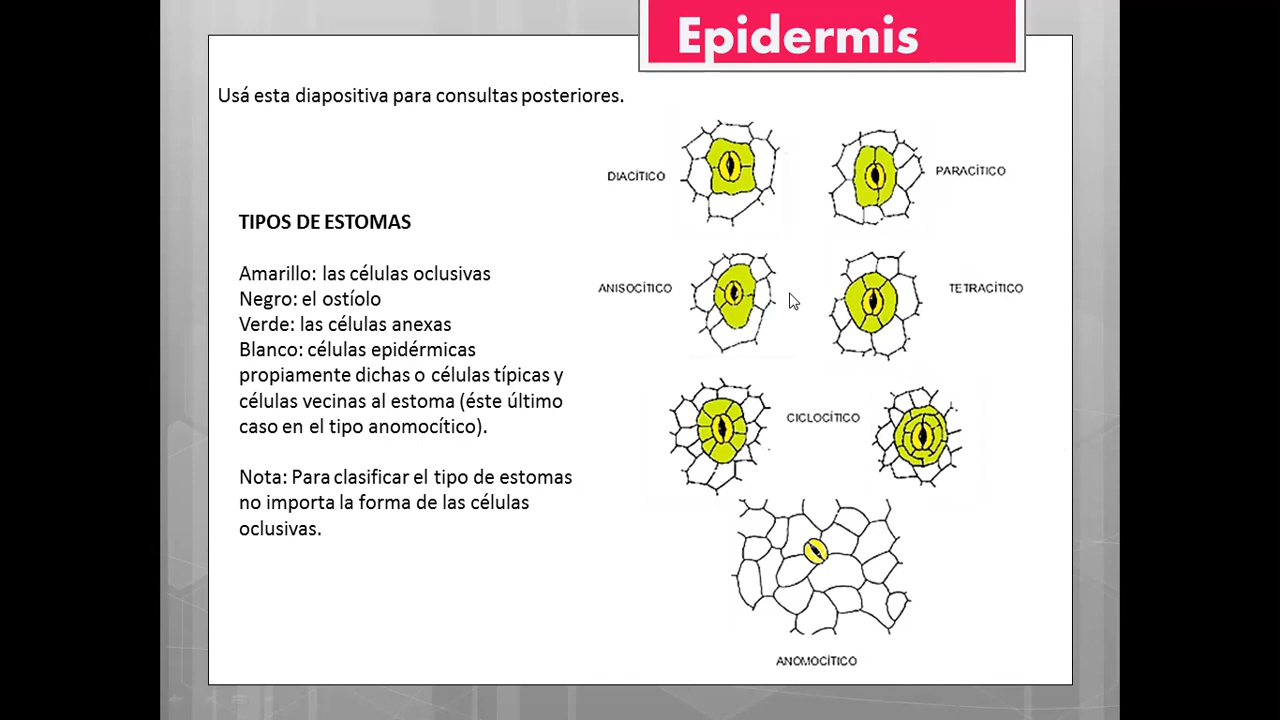 Epidermis
Usá esta diapositiva para consultas posteriores.
DIACÍTICO
PARACÍTICO
TIPOS DE ESTOMAS
Amarillo: las células oclusivas
Negro: el ostíolo
Verde: las células anexas
Blanco: células epidérmicas
propiamente dichas o células típicas y
células vecinas al estoma (éste último
caso en el tipo anomocítico).
Nota: Para clasificar el tipo de estomas
no importa la forma de las células
oclusivas.
ANISOCÍTICO
TETRACÍTICO
CICLOCÍTICO
ANOMOCÍTICO